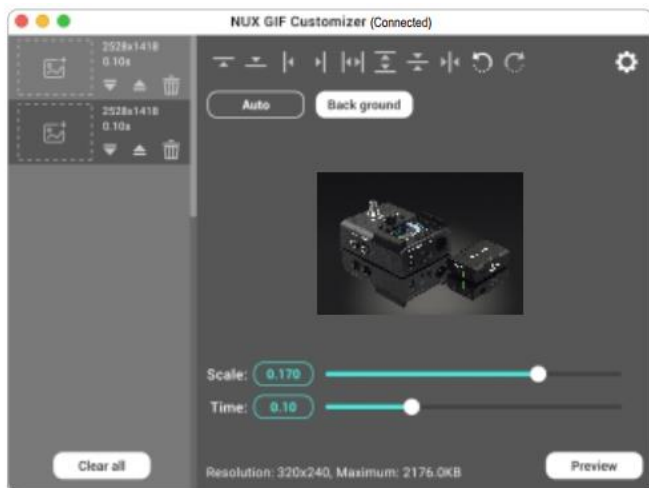 NUX GIF Customizer (Connected)
2528x1418
0.10s
2528x1418
0.10s
Auto
Back ground
Scale: 0.170
Time: 0.10
Clear all
Resolution: 320x240, Maximum: 2176.0KB
Preview